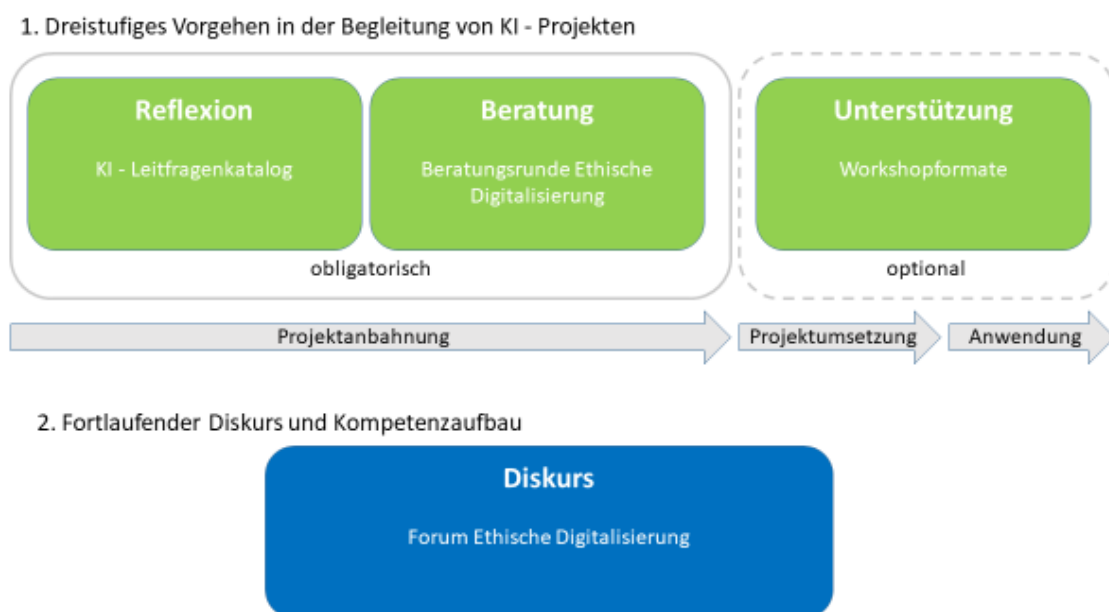 1. Dreistufiges Vorgehen in der Begleitung von KI - Projekten
Reflexion
KI - Leitfragenkatalog
Beratung
Beratungsrunde Ethische
Digitalisierung
obligatorisch
Unterstützung
Workshopformate
optional
Projektanbahnung
Projektumsetzung
Anwendung
2. Fortlaufender Diskurs und Kompetenzaufbau
Diskurs
Forum Ethische Digitalisierung